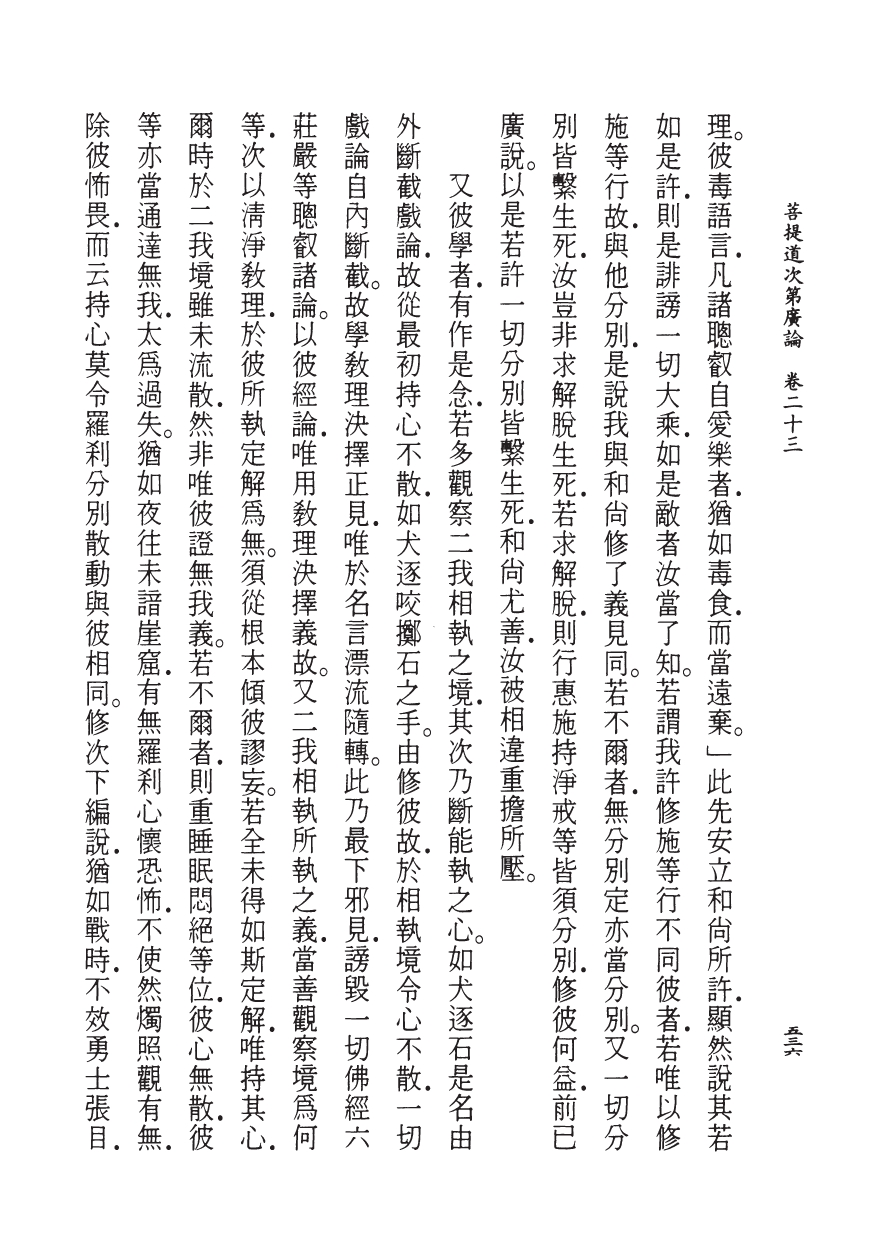 菩提道次第廣論　卷二十三
五三六
理。彼毒語言．凡諸聰叡自愛樂者．猶如毒食．而當遠棄。」此先安立和尙所許．顯然說其若
如是許．則是誹謗一切大乘．如是敵者汝當了知。若謂我許修施等行不同彼者．若唯以修
施等行故．與他分別．是說我與和尙修了義見同。若不爾者．無分別定亦當分別。又一切分
別皆繫生死．汝豈非求解脫生死．若求解脫．則行惠施持淨戒等皆須分別．修彼何益．前已
廣說。以是若許一切分別皆繫生死．和尙尤善．汝被相違重擔所壓。
又彼學者．有作是念．若多觀察二我相執之境．其次乃斷能執之心。如犬逐石是名由
外斷截戲論．故從最初持心不散．如犬逐咬擲石之手。由修彼故．於相執境令心不散．一切
戲論自內斷截。故學敎理決擇正見．唯於名言漂流隨轉。此乃最下邪見．謗毀一切佛經六
莊嚴等聰叡諸論。以彼經論．唯用敎理決擇義故。又二我相執所執之義．當善觀察境爲何
等．次以淸淨敎理．於彼所執定解爲無。須從根本傾彼謬妄。若全未得如斯定解．唯持其心．
爾時於二我境雖未流散．然非唯彼證無我義。若不爾者．則重睡眠悶絕等位．彼心無散．彼
等亦當通達無我．太爲過失。猶如夜往未諳崖窟．有無羅刹心懷恐怖．不使然燭照觀有無．
除彼怖畏．而云持心莫令羅刹分別散動與彼相同。修次下編說．猶如戰時．不效勇士張目．